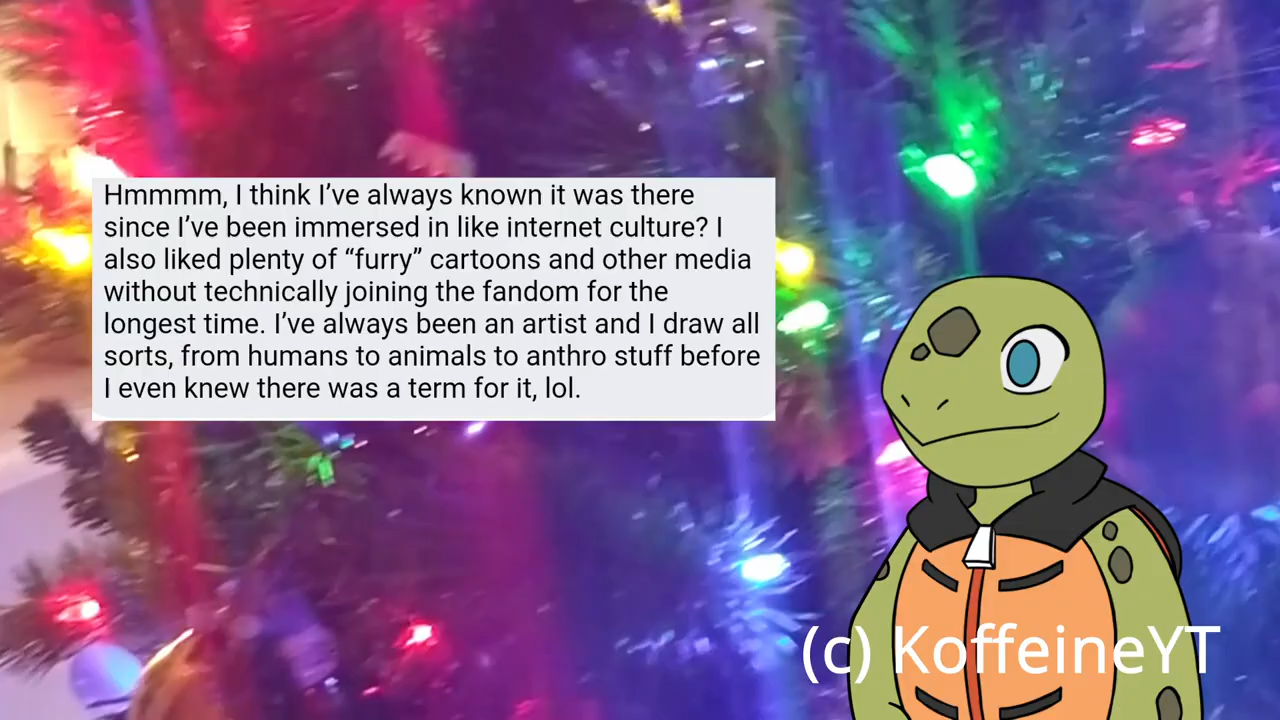 Hmmmm, I think I’ve always known it was there
since I’ve been immersed in like internet culture? I
also liked plenty of “furry” cartoons and other media
without technically joining the fandom for the
longest time. I’ve always been an artist and I draw all
sorts, from humans to animals to anthro stuff before
I even knew there was a term for it, lol.
(c) KoffeineYT